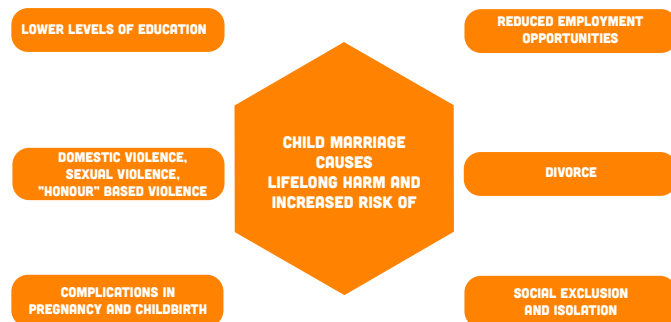 LOWER LEVELS OF EDUCATION
REDUCED EMPLOYMENT
OPPORTUNITIES
CHILD MARRIAGE
CAUSES
LIFELONG HARM AND
INCREASED RISK OF
DOMESTIC VIOLENCE,
SEXUAL VIOLENCE,
"HONOUR" BASED VIOLENCE
DIVORCE
COMPLICATIONS IN
PREGNANCY AND CHILDBIRTH
SOCIAL EXCLUSION
AND ISOLATION